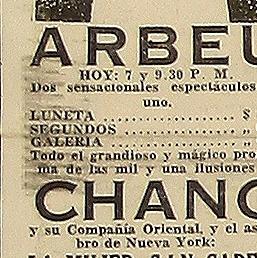 ARBEU
HOY: 7 y 9.30 P. M.
Dos sensacionales espectáculos
uno.
LUNETA .................. $
SEGUNDOS .............. „
GALERIA ................ „
Todo el grandioso y mágico pro
ma de las mil y una ilusiones
CHANG
y su Compañía Oriental, y el as
bro de Nueva York: